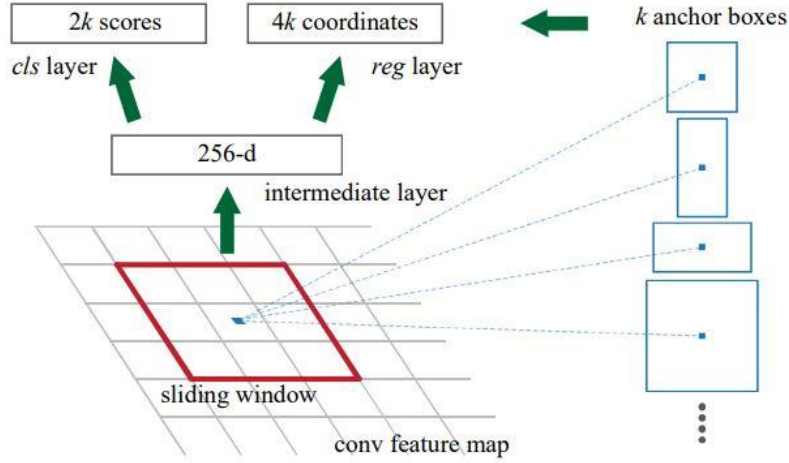 2k scores
4k coordinates
k anchor boxes
cls layer
reg layer
256-d
intermediate layer
sliding window
conv feature map